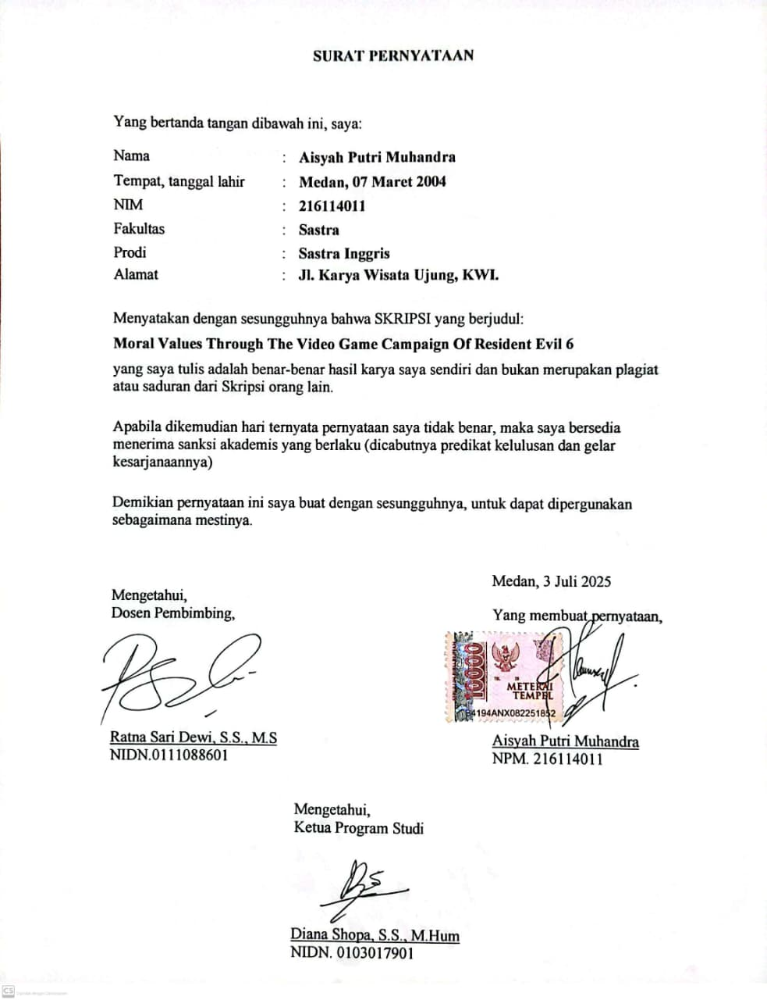 SURAT PERNYATAAN
Yang bertanda tangan dibawah ini, saya:
Nama : Aisyah Putri Muhandra
Tempat, tanggal lahir : Medan, 07 Maret 2004
NIM : 216114011
Fakultas : Sastra
Prodi : Sastra Inggris
Alamat : Jl. Karya Wisata Ujung, KWI.
Menyatakan dengan sesungguhnya bahwa SKRIPSI yang berjudul:
Moral Values Through The Video Game Campaign Of Resident Evil 6
yang saya tulis adalah benar-benar hasil karya saya sendiri dan bukan merupakan plagiat
atau saduran dari Skripsi orang lain.
Apabila dikemudian hari ternyata pernyataan saya tidak benar, maka saya bersedia
menerima sanksi akademis yang berlaku (dicabutnya predikat kelulusan dan gelar
kesarjanaannya)
Demikian pernyataan ini saya buat dengan sesungguhnya, untuk dapat dipergunakan
sebagaimana mestinya.
Medan, 3 Juli 2025
Mengetahui,
Dosen Pembimbing,
Yang membuat pernyataan,
10000
METERAI
TEMPEL
B4194ANX082251852
Ratna Sari Dewi, S.S., M.S
NIDN.0111088601
Aisyah Putri Muhandra
NPM. 216114011
Mengetahui,
Ketua Program Studi
Diana Shopa, S.S., M.Hum
NIDN. 0103017901
CS